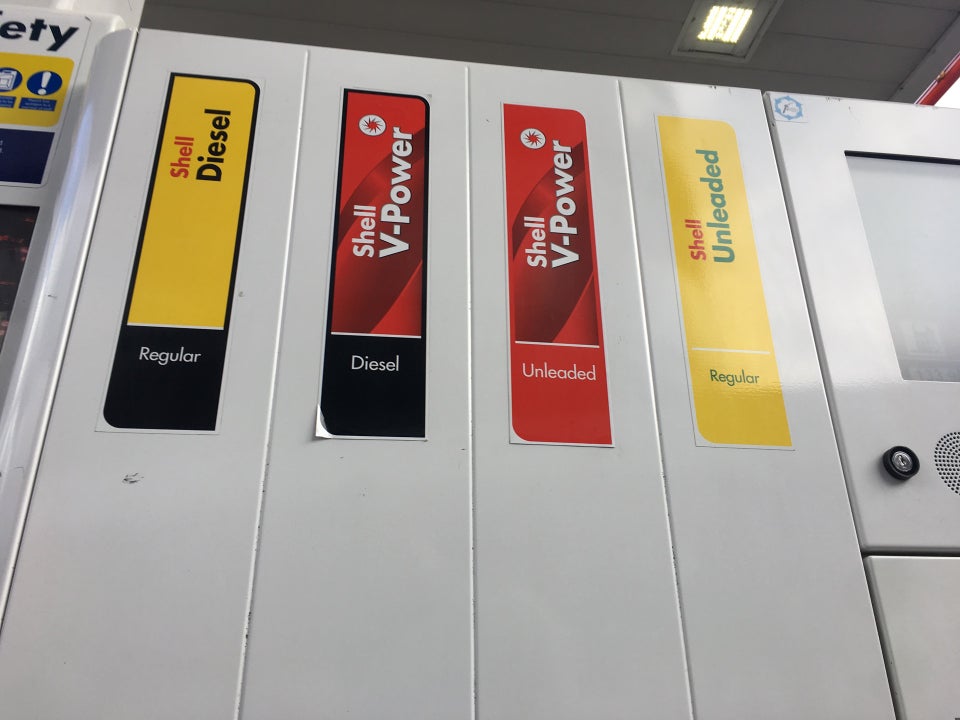 ety
Shell
Diesel
Regular
Shell
V-Power
Diesel
Shell
V-Power
Unleaded
Shell
Unleaded
Regular